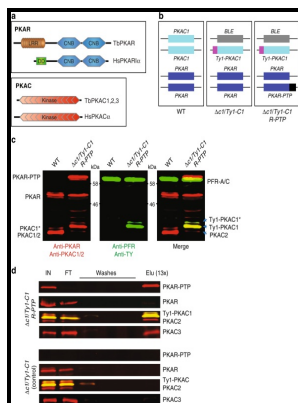 a
PKAR
LRR
CNB
CNB
TbPKAR
D/D
CNB
CNB
HsPKARIα
PKAC
Kinase
TbPKAC1,2,3
Kinase
HsPKACα
b
PKAC1
BLE
BLE
PKAC1
Ty1-PKAC1
Ty1-PKAC1
PKAR
PKAR
PKAR
PKAR
PKAR
PKAR
WT
Δc1/Ty1-C1
Δc1/Ty1-C1
R-PTP
c
WT
Δc1/Ty1-C1
R-PTP
kDa
WT
Δc1/Ty1-C1
R-PTP
kDa
WT
Δc1/Ty1-C1
R-PTP
PKAR-PTP
PKAR
PKAC1*
PKAC1/2
58
46
58
46
PFR-A/C
Ty1-PKAC1*
Ty1-PKAC1
PKAC2
Anti-PKAR
Anti-PKAC1/2
Anti-PFR
Anti-TY
Merge
d
IN
FT
Washes
Elu (13x)
Δc1/Ty1-C1
R-PTP
PKAR-PTP
PKAR
Ty1-PKAC1
PKAC2
PKAC3
Δc1/Ty1-C1
(control)
PKAR-PTP
PKAR
Ty1-PKAC
PKAC2
PKAC3